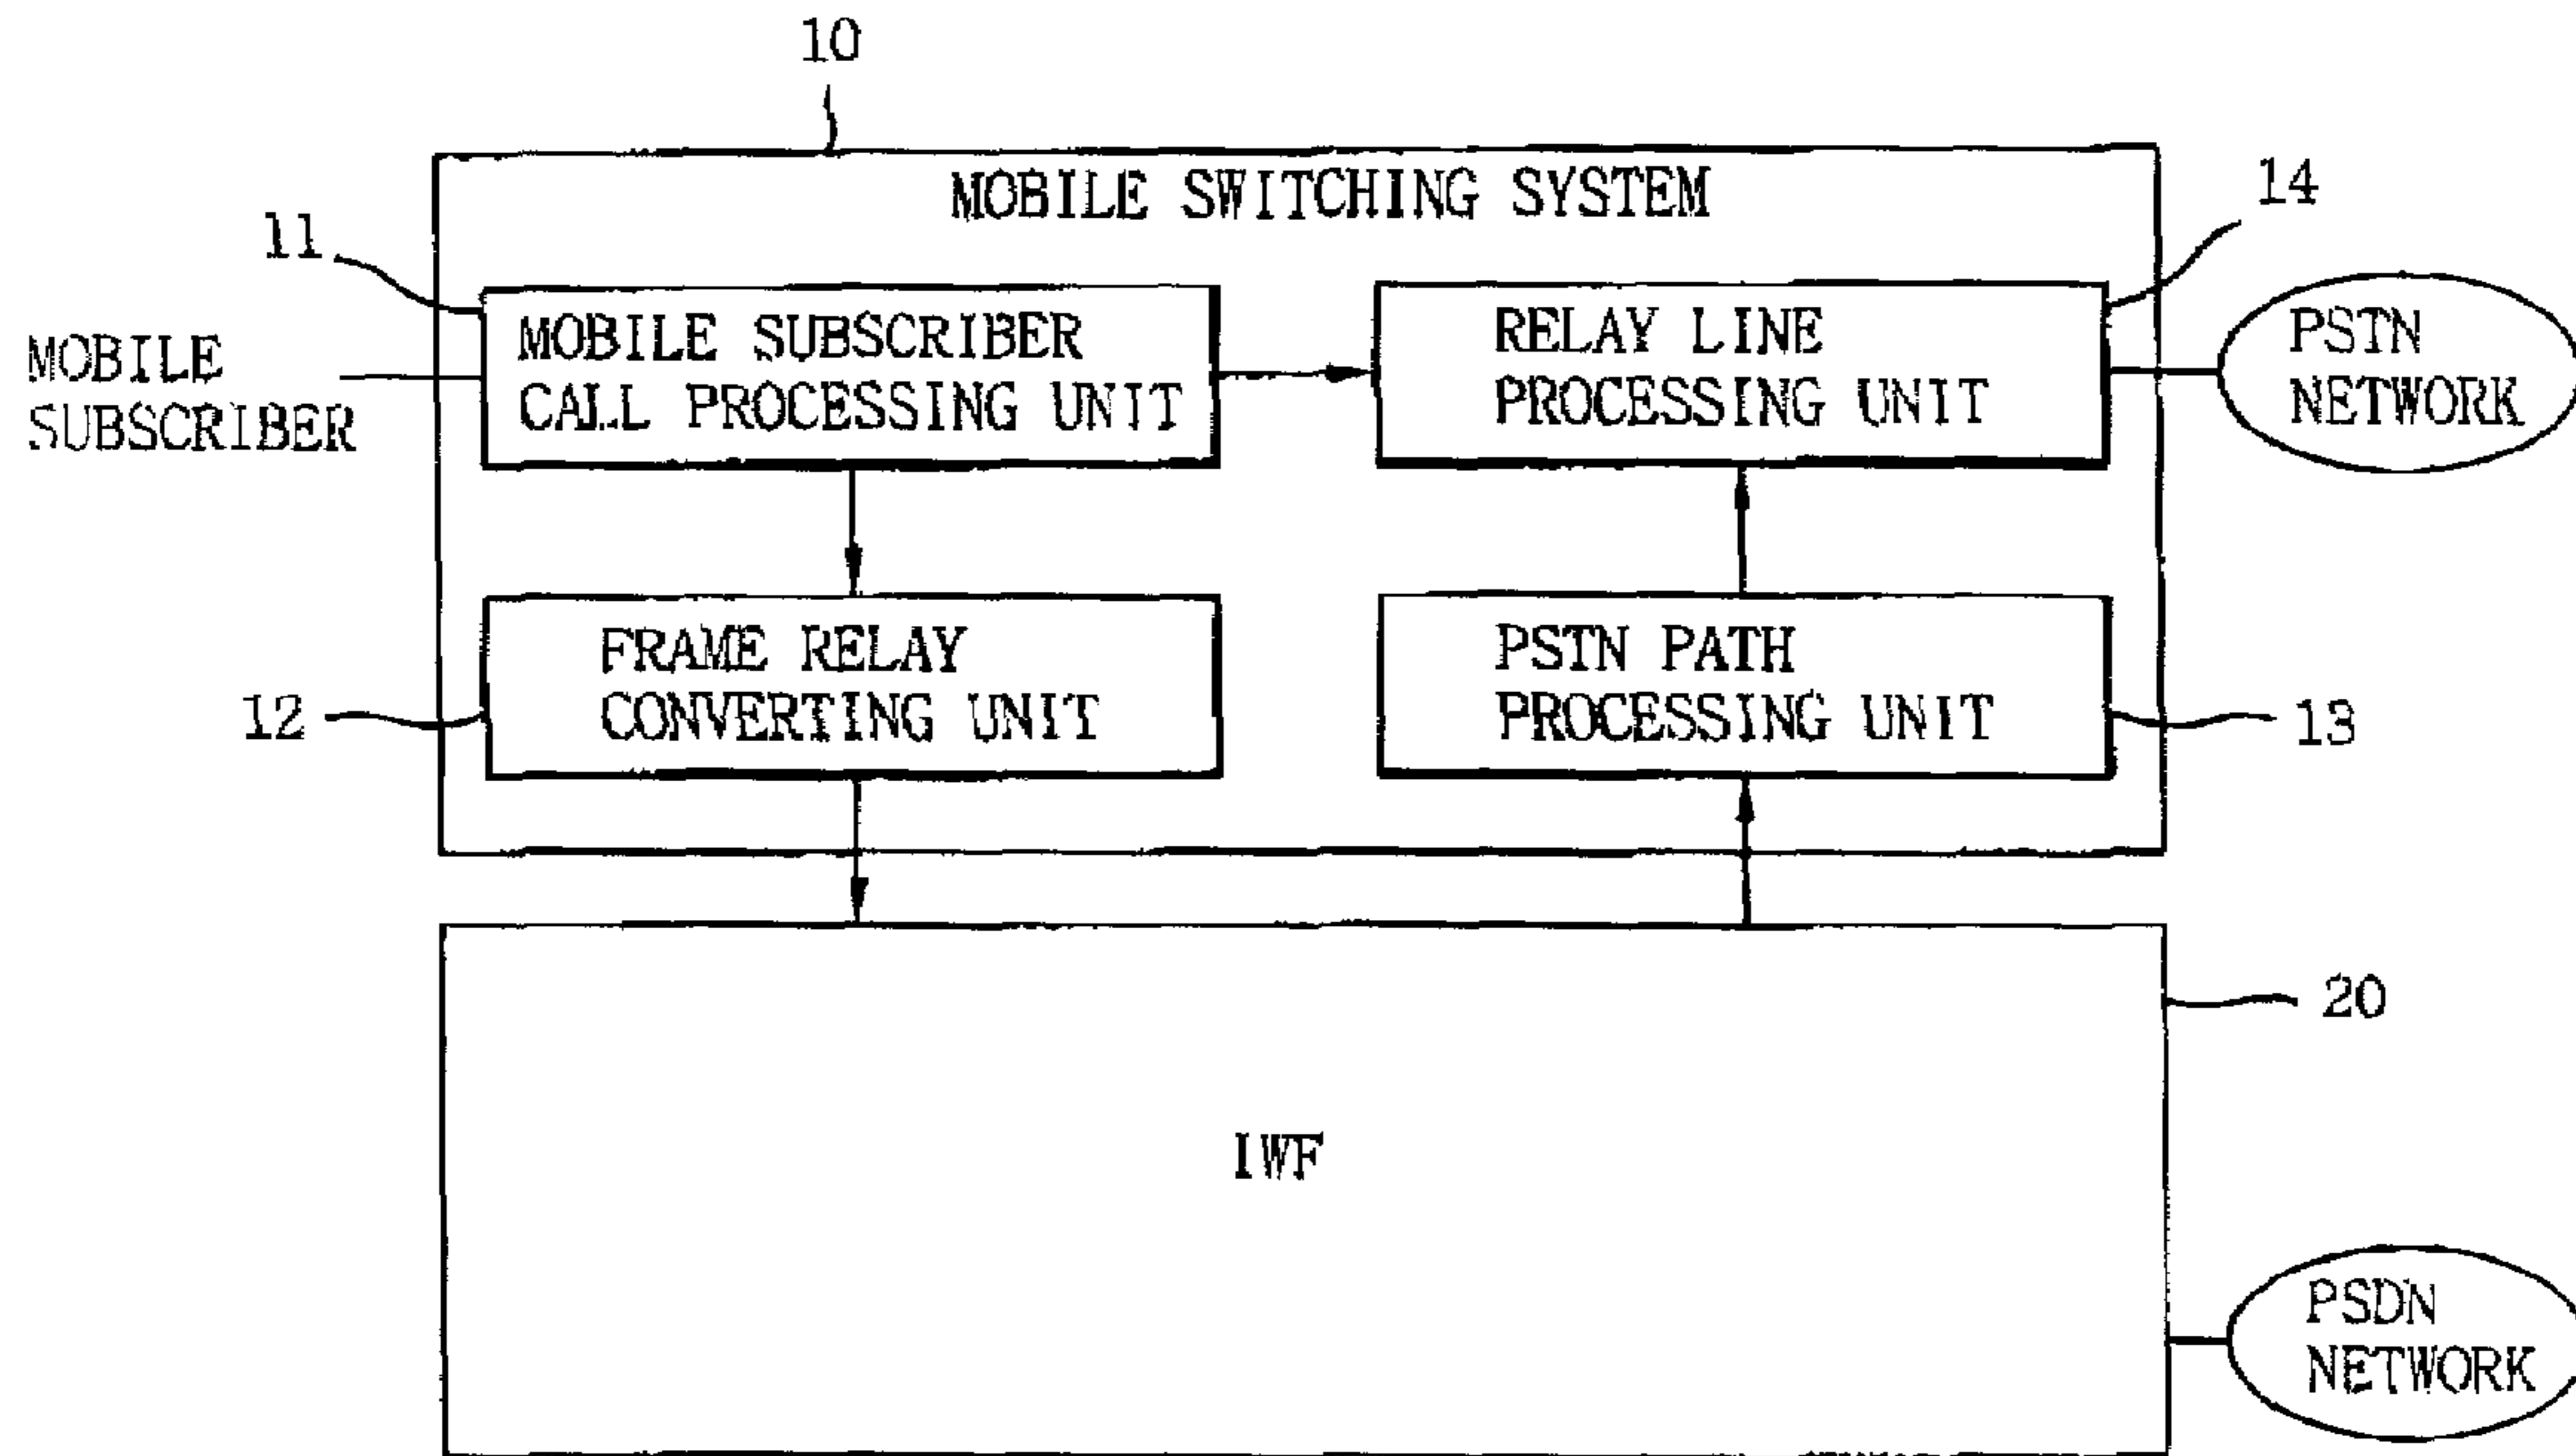 10
MOBILE SWITCHING SYSTEM
14
11
MOBILE
SUBSCRIBER
MOBILE SUBSCRIBER
CALL PROCESSING UNIT
RELAY LINE
PROCESSING UNIT
PSTN
NETWORK
12
FRAME RELAY
CONVERTING UNIT
PSTN PATH
PROCESSING UNIT
13
20
IWF
PSDN
NETWORK